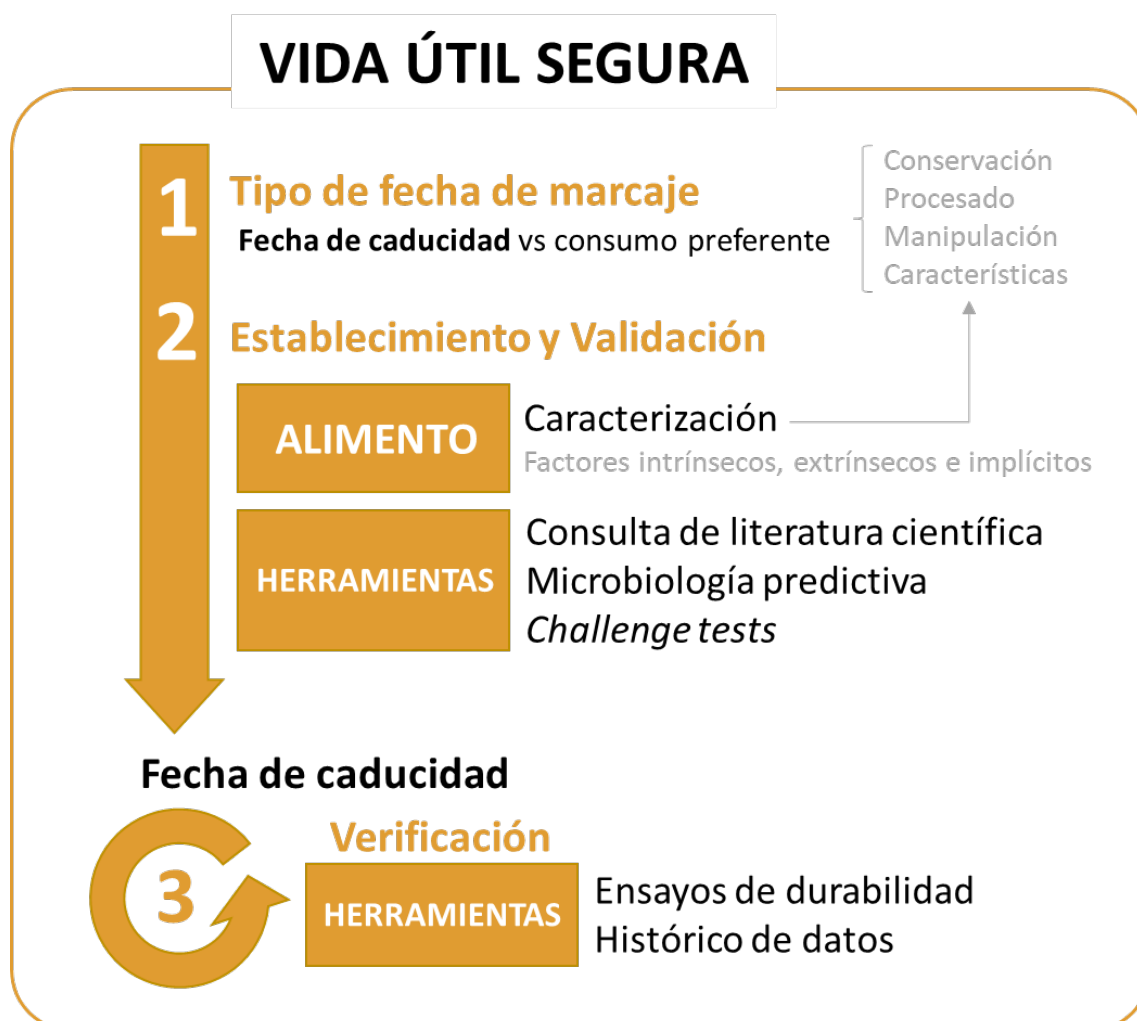 VIDA ÚTIL SEGURA
1
Tipo de fecha de marcaje
Fecha de caducidad vs consumo preferente
Conservación
Procesado
Manipulación
Características
2
Establecimiento y Validación
ALIMENTO
Caracterización
Factores intrínsecos, extrínsecos e implícitos
HERRAMIENTAS
Consulta de literatura científica
Microbiología predictiva
Challenge tests
Fecha de caducidad
3
Verificación
HERRAMIENTAS
Ensayos de durabilidad
Histórico de datos